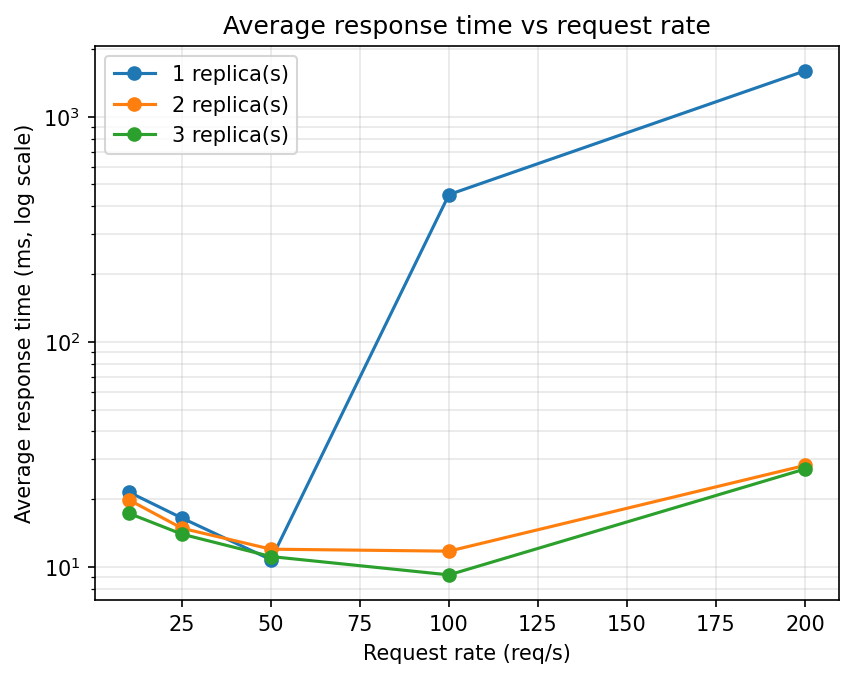 Average response time vs request rate
1 replica(s)
2 replica(s)
3 replica(s)
Average response time (ms, log scale)
10³
10²
10¹
25 50 75 100 125 150 175 200
Request rate (req/s)